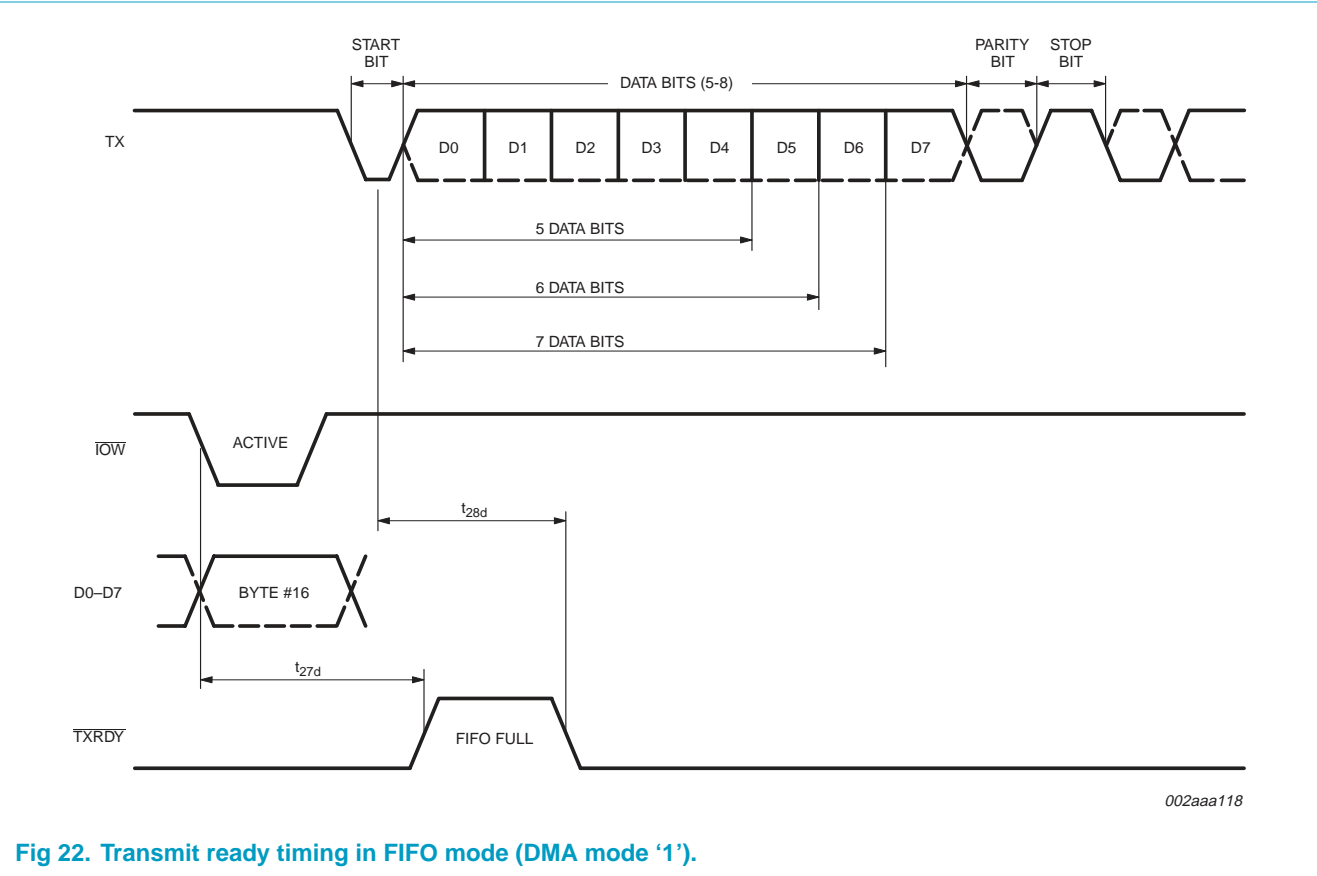 START
BIT
DATA BITS (5-8)
PARITY
BIT
STOP
BIT
TX
D0
D1
D2
D3
D4
D5
D6
D7
5 DATA BITS
6 DATA BITS
7 DATA BITS
IOW
ACTIVE
t28d
D0–D7
BYTE #16
t27d
TXRDY
FIFO FULL
002aaa118
Fig 22. Transmit ready timing in FIFO mode (DMA mode ‘1’).